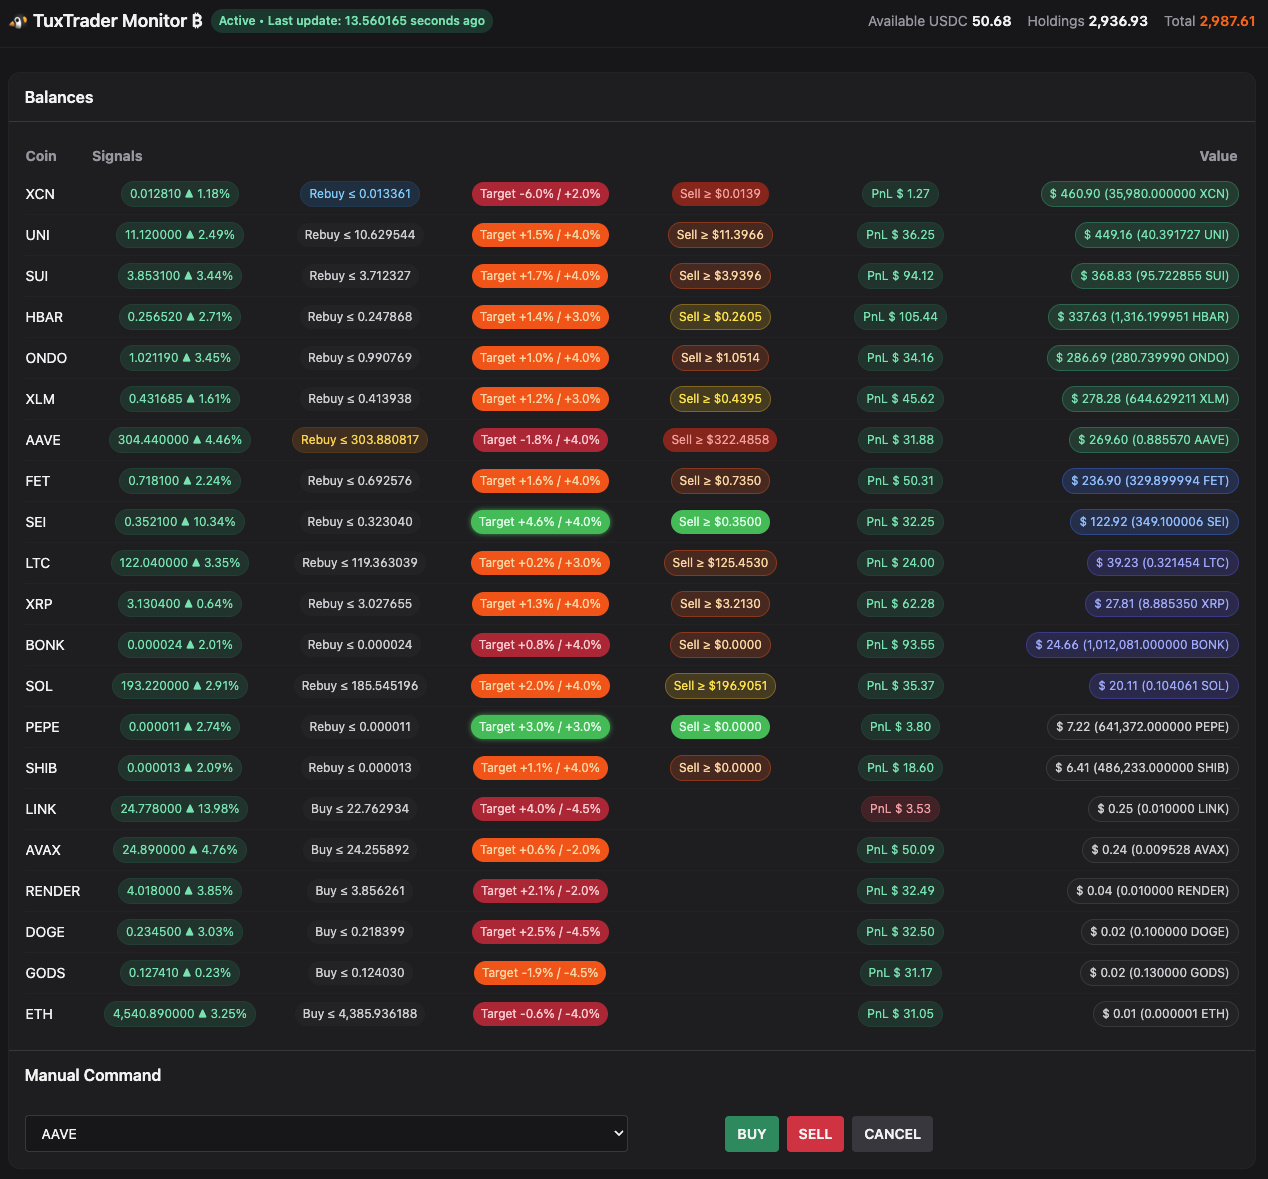 TuxTrader Monitor ₿ Active • Last update: 13.560165 seconds ago Available USDC 50.68 Holdings 2,936.93 Total 2,987.61
Balances
Coin Signals Value
XCN 0.012810 ▲ 1.18% Rebuy ≤ 0.013361 Target -6.0% / +2.0% Sell ≥ $0.0139 PnL $ 1.27 $ 460.90 (35,980.000000 XCN)
UNI 11.120000 ▲ 2.49% Rebuy ≤ 10.629544 Target +1.5% / +4.0% Sell ≥ $11.3966 PnL $ 36.25 $ 449.16 (40.391727 UNI)
SUI 3.853100 ▲ 3.44% Rebuy ≤ 3.712327 Target +1.7% / +4.0% Sell ≥ $3.9396 PnL $ 94.12 $ 368.83 (95.722855 SUI)
HBAR 0.256520 ▲ 2.71% Rebuy ≤ 0.247868 Target +1.4% / +3.0% Sell ≥ $0.2605 PnL $ 105.44 $ 337.63 (1,316.199951 HBAR)
ONDO 1.021190 ▲ 3.45% Rebuy ≤ 0.990769 Target +1.0% / +4.0% Sell ≥ $1.0514 PnL $ 34.16 $ 286.69 (280.739990 ONDO)
XLM 0.431685 ▲ 1.61% Rebuy ≤ 0.413938 Target +1.2% / +3.0% Sell ≥ $0.4395 PnL $ 45.62 $ 278.28 (644.629211 XLM)
AAVE 304.440000 ▲ 4.46% Rebuy ≤ 303.880817 Target -1.8% / +4.0% Sell ≥ $322.4858 PnL $ 31.88 $ 269.60 (0.885570 AAVE)
FET 0.718100 ▲ 2.24% Rebuy ≤ 0.692576 Target +1.6% / +4.0% Sell ≥ $0.7350 PnL $ 50.31 $ 236.90 (329.899994 FET)
SEI 0.352100 ▲ 10.34% Rebuy ≤ 0.323040 Target +4.6% / +4.0% Sell ≥ $0.3500 PnL $ 32.25 $ 122.92 (349.100006 SEI)
LTC 122.040000 ▲ 3.35% Rebuy ≤ 119.363039 Target +0.2% / +3.0% Sell ≥ $125.4530 PnL $ 24.00 $ 39.23 (0.321454 LTC)
XRP 3.130400 ▲ 0.64% Rebuy ≤ 3.027655 Target +1.3% / +4.0% Sell ≥ $3.2130 PnL $ 62.28 $ 27.81 (8.885350 XRP)
BONK 0.000024 ▲ 2.01% Rebuy ≤ 0.000024 Target +0.8% / +4.0% Sell ≥ $0.0000 PnL $ 93.55 $ 24.66 (1,012,081.000000 BONK)
SOL 193.220000 ▲ 2.91% Rebuy ≤ 185.545196 Target +2.0% / +4.0% Sell ≥ $196.9051 PnL $ 35.37 $ 20.11 (0.104061 SOL)
PEPE 0.000011 ▲ 2.74% Rebuy ≤ 0.000011 Target +3.0% / +3.0% Sell ≥ $0.0000 PnL $ 3.80 $ 7.22 (641,372.000000 PEPE)
SHIB 0.000013 ▲ 2.09% Rebuy ≤ 0.000013 Target +1.1% / +4.0% Sell ≥ $0.0000 PnL $ 18.60 $ 6.41 (486,233.000000 SHIB)
LINK 24.778000 ▲ 13.98% Buy ≤ 22.762934 Target +4.0% / -4.5% PnL $ 3.53 $ 0.25 (0.010000 LINK)
AVAX 24.890000 ▲ 4.76% Buy ≤ 24.255892 Target +0.6% / -2.0% PnL $ 50.09 $ 0.24 (0.009528 AVAX)
RENDER 4.018000 ▲ 3.85% Buy ≤ 3.856261 Target +2.1% / -2.0% PnL $ 32.49 $ 0.04 (0.010000 RENDER)
DOGE 0.234500 ▲ 3.03% Buy ≤ 0.218399 Target +2.5% / -4.5% PnL $ 32.50 $ 0.02 (0.100000 DOGE)
GODS 0.127410 ▲ 0.23% Buy ≤ 0.124030 Target -1.9% / -4.5% PnL $ 31.17 $ 0.02 (0.130000 GODS)
ETH 4,540.890000 ▲ 3.25% Buy ≤ 4,385.936188 Target -0.6% / -4.0% PnL $ 31.05 $ 0.01 (0.000001 ETH)
Manual Command
AAVE BUY SELL CANCEL